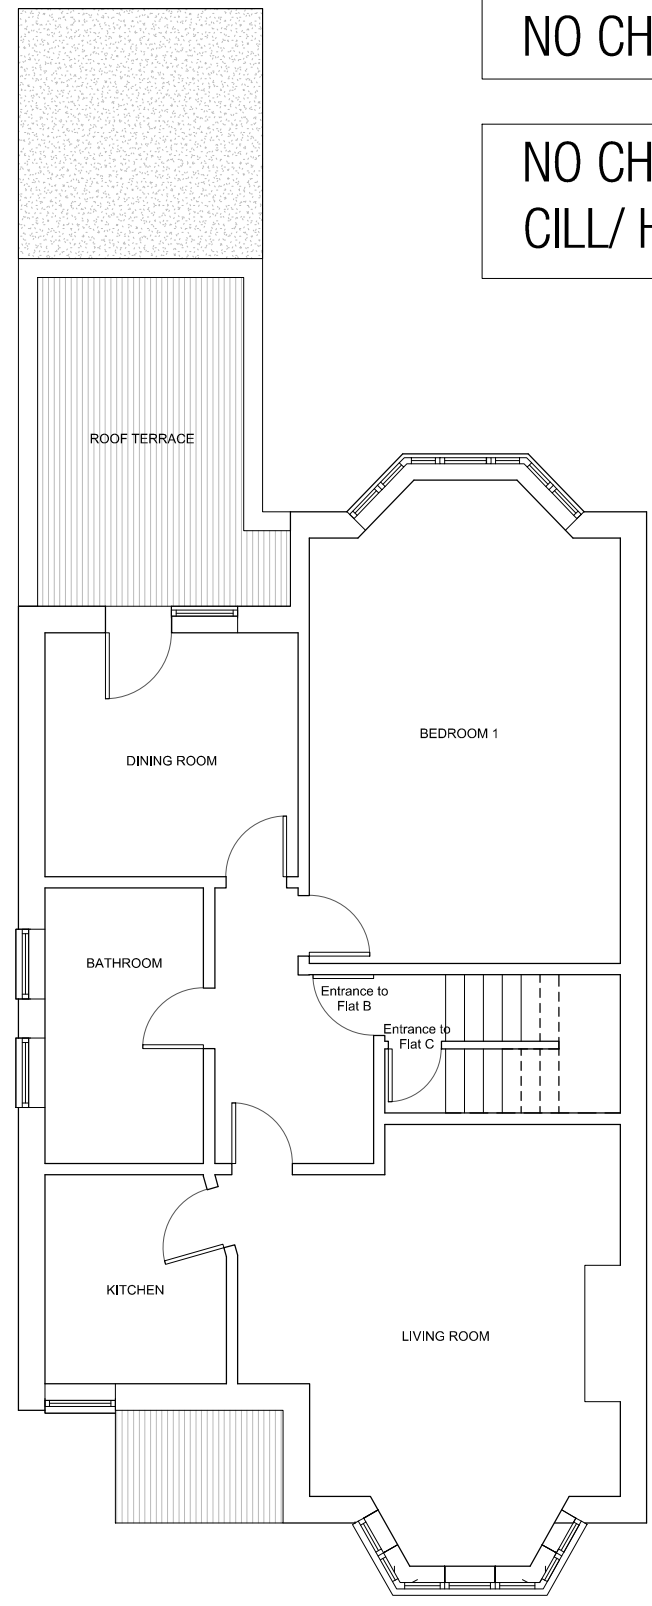 NO CH
NO CH
CILL/ H
ROOF TERRACE
BEDROOM 1
DINING ROOM
BATHROOM
Entrance to
Flat B
Entrance to
Flat C
KITCHEN
LIVING ROOM